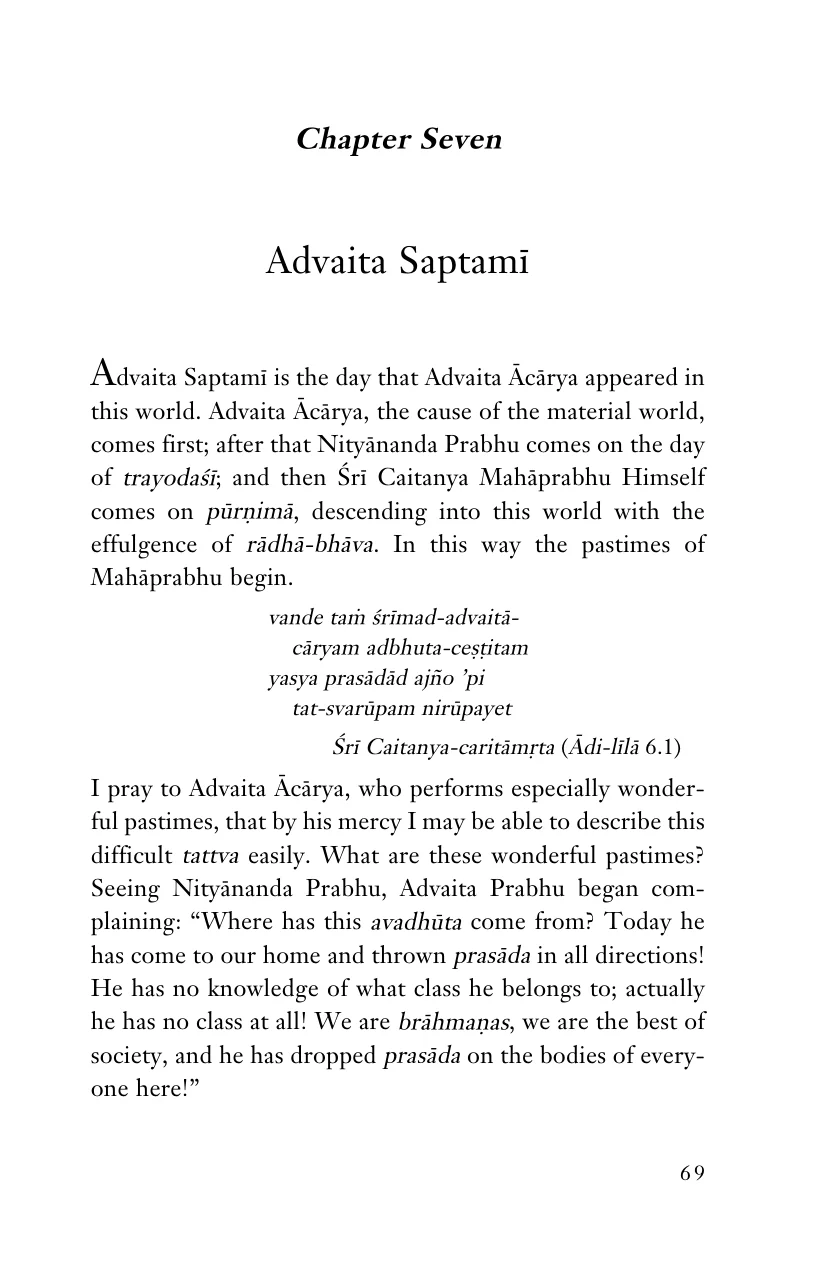 Chapter Seven
Advaita Saptamī
Advaita Saptamī is the day that Advaita Ācārya appeared in
this world. Advaita Ācārya, the cause of the material world,
comes first; after that Nityānanda Prabhu comes on the day
of trayodaśī; and then Śrī Caitanya Mahāprabhu Himself
comes on pūrṇimā, descending into this world with the
effulgence of rādhā-bhāva. In this way the pastimes of
Mahāprabhu begin.
vande taṁ śrīmad-advaitā-
cāryam adbhuta-ceṣṭitam
yasya prasādād ajño ’pi
tat-svarūpam nirūpayet
Śrī Caitanya-caritāmṛta (Ādi-līlā 6.1)
I pray to Advaita Ācārya, who performs especially wonder-
ful pastimes, that by his mercy I may be able to describe this
difficult tattva easily. What are these wonderful pastimes?
Seeing Nityānanda Prabhu, Advaita Prabhu began com-
plaining: “Where has this avadhūta come from? Today he
has come to our home and thrown prasāda in all directions!
He has no knowledge of what class he belongs to; actually
he has no class at all! We are brāhmaṇas, we are the best of
society, and he has dropped prasāda on the bodies of every-
one here!”
69